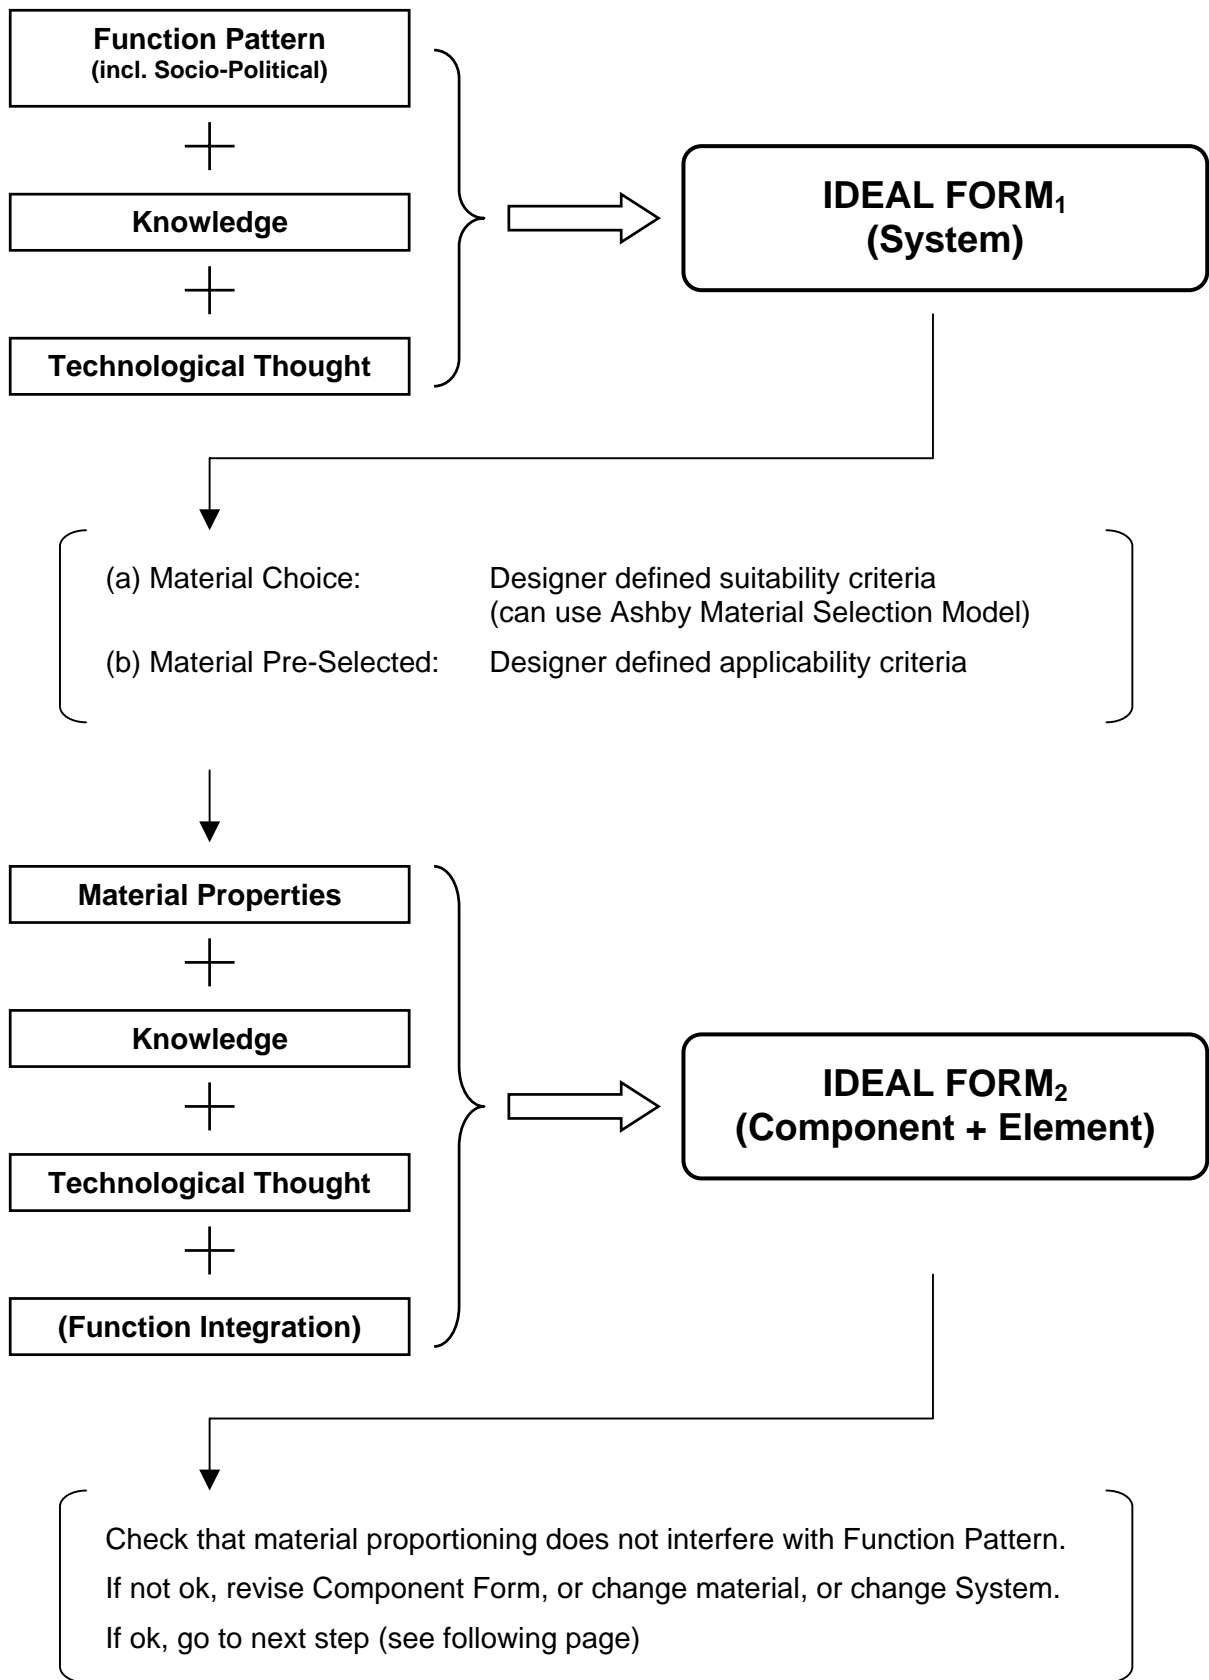 Function Pattern
(incl. Socio-Political)
Knowledge
Technological Thought
IDEAL FORM₁
(System)
(a) Material Choice: Designer defined suitability criteria
(can use Ashby Material Selection Model)
(b) Material Pre-Selected: Designer defined applicability criteria
Material Properties
Knowledge
Technological Thought
(Function Integration)
IDEAL FORM₂
(Component + Element)
Check that material proportioning does not interfere with Function Pattern.
If not ok, revise Component Form, or change material, or change System.
If ok, go to next step (see following page)